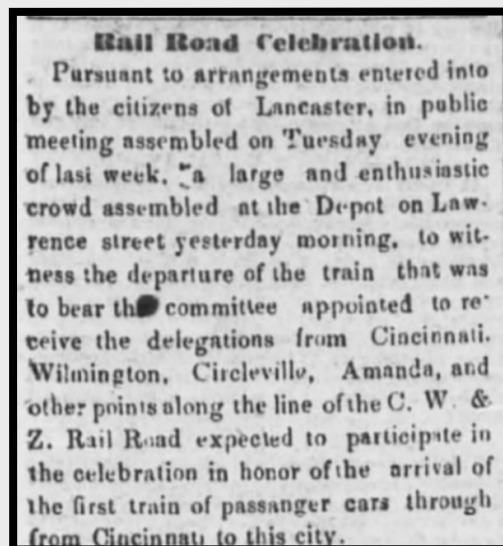 Rail Road Celebration.
Pursuant to arrangements entered into
by the citizens of Lancaster, in public
meeting assembled on Tuesday evening
of last week, a large and enthusiastic
crowd assembled at the Depot on Law-
rence street yesterday morning, to wit-
ness the departure of the train that was
to bear the committee appointed to re-
ceive the delegations from Cincinnati,
Wilmington, Circleville, Amanda, and
other points along the line of the C. W. &
Z. Rail Road expected to participate in
the celebration in honor of the arrival of
the first train of passanger cars through
from Cincinnati to this city.